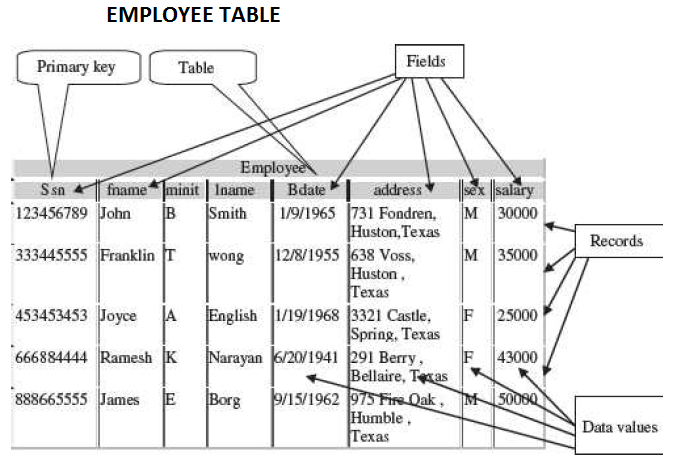 EMPLOYEE TABLE
Primary key
Table
Fields
Employee
Ssn fname minit lname Bdate address sex salary
123456789 John B Smith 1/9/1965 731 Fondren, M 30000
Huston,Texas
333445555 Franklin T wong 12/8/1955 638 Voss, M 35000
Huston ,
Texas
453453453 Joyce A English 1/19/1968 3321 Castle, F 25000
Spring, Texas
666884444 Ramesh K Narayan 6/20/1941 291 Berry , F 43000
Bellaire, Texas
888665555 James E Borg 9/15/1962 975 Fire Oak , M 50000
Humble ,
Texas
Records
Data values